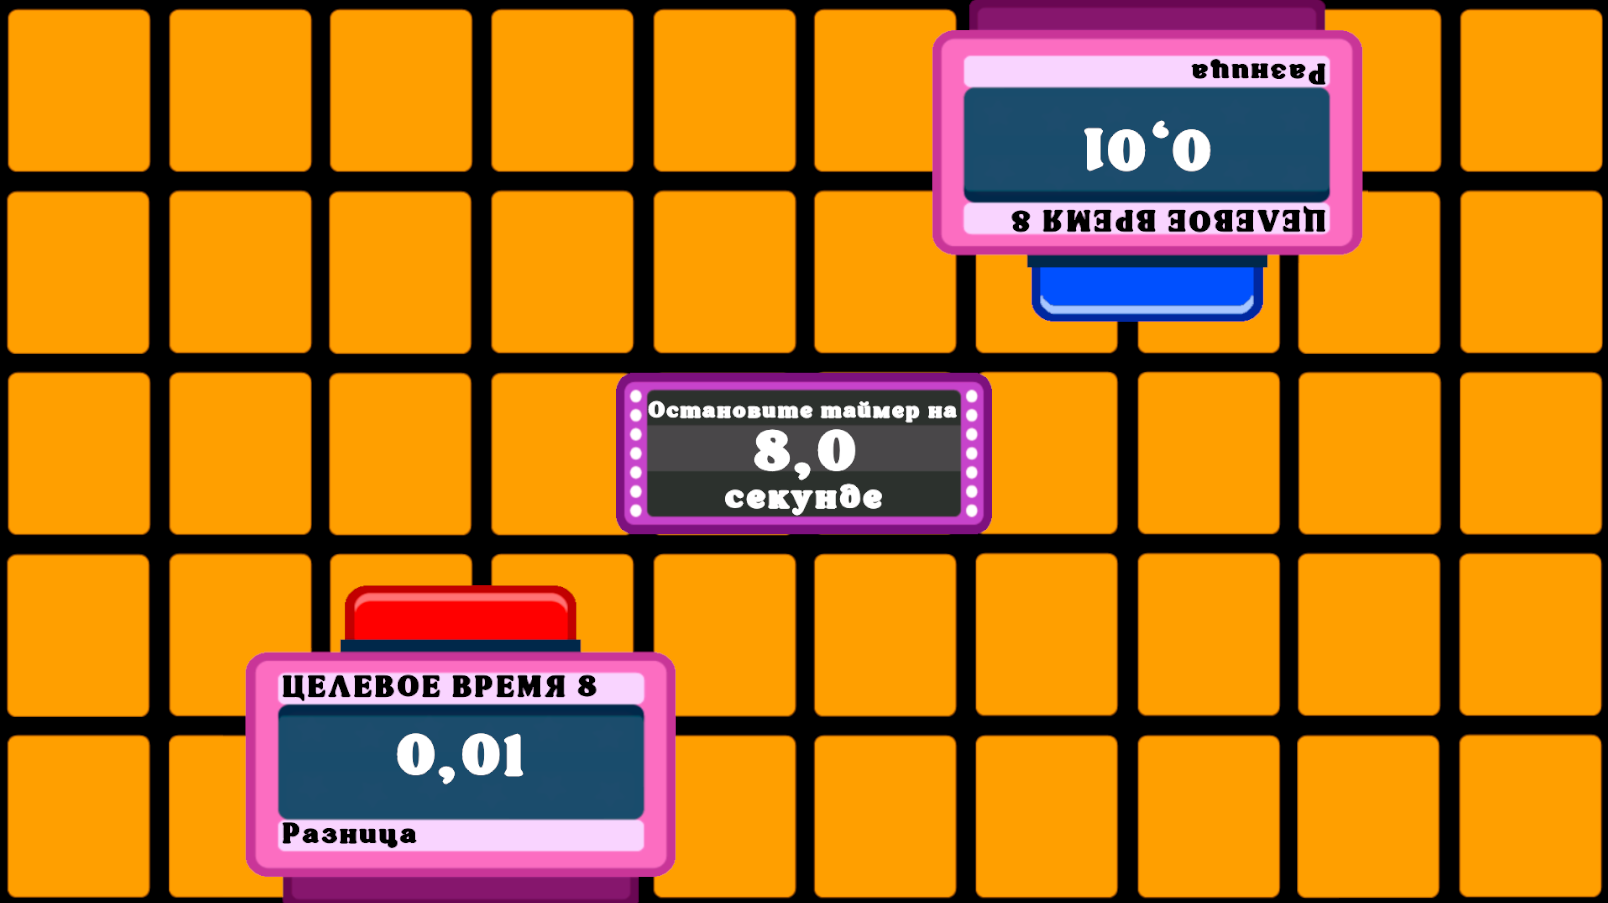 Разница
0,01
ЦЕЛЕВОЕ ВРЕМЯ 8
Остановите таймер на
8,0
секунде
ЦЕЛЕВОЕ ВРЕМЯ 8
0,01
Разница